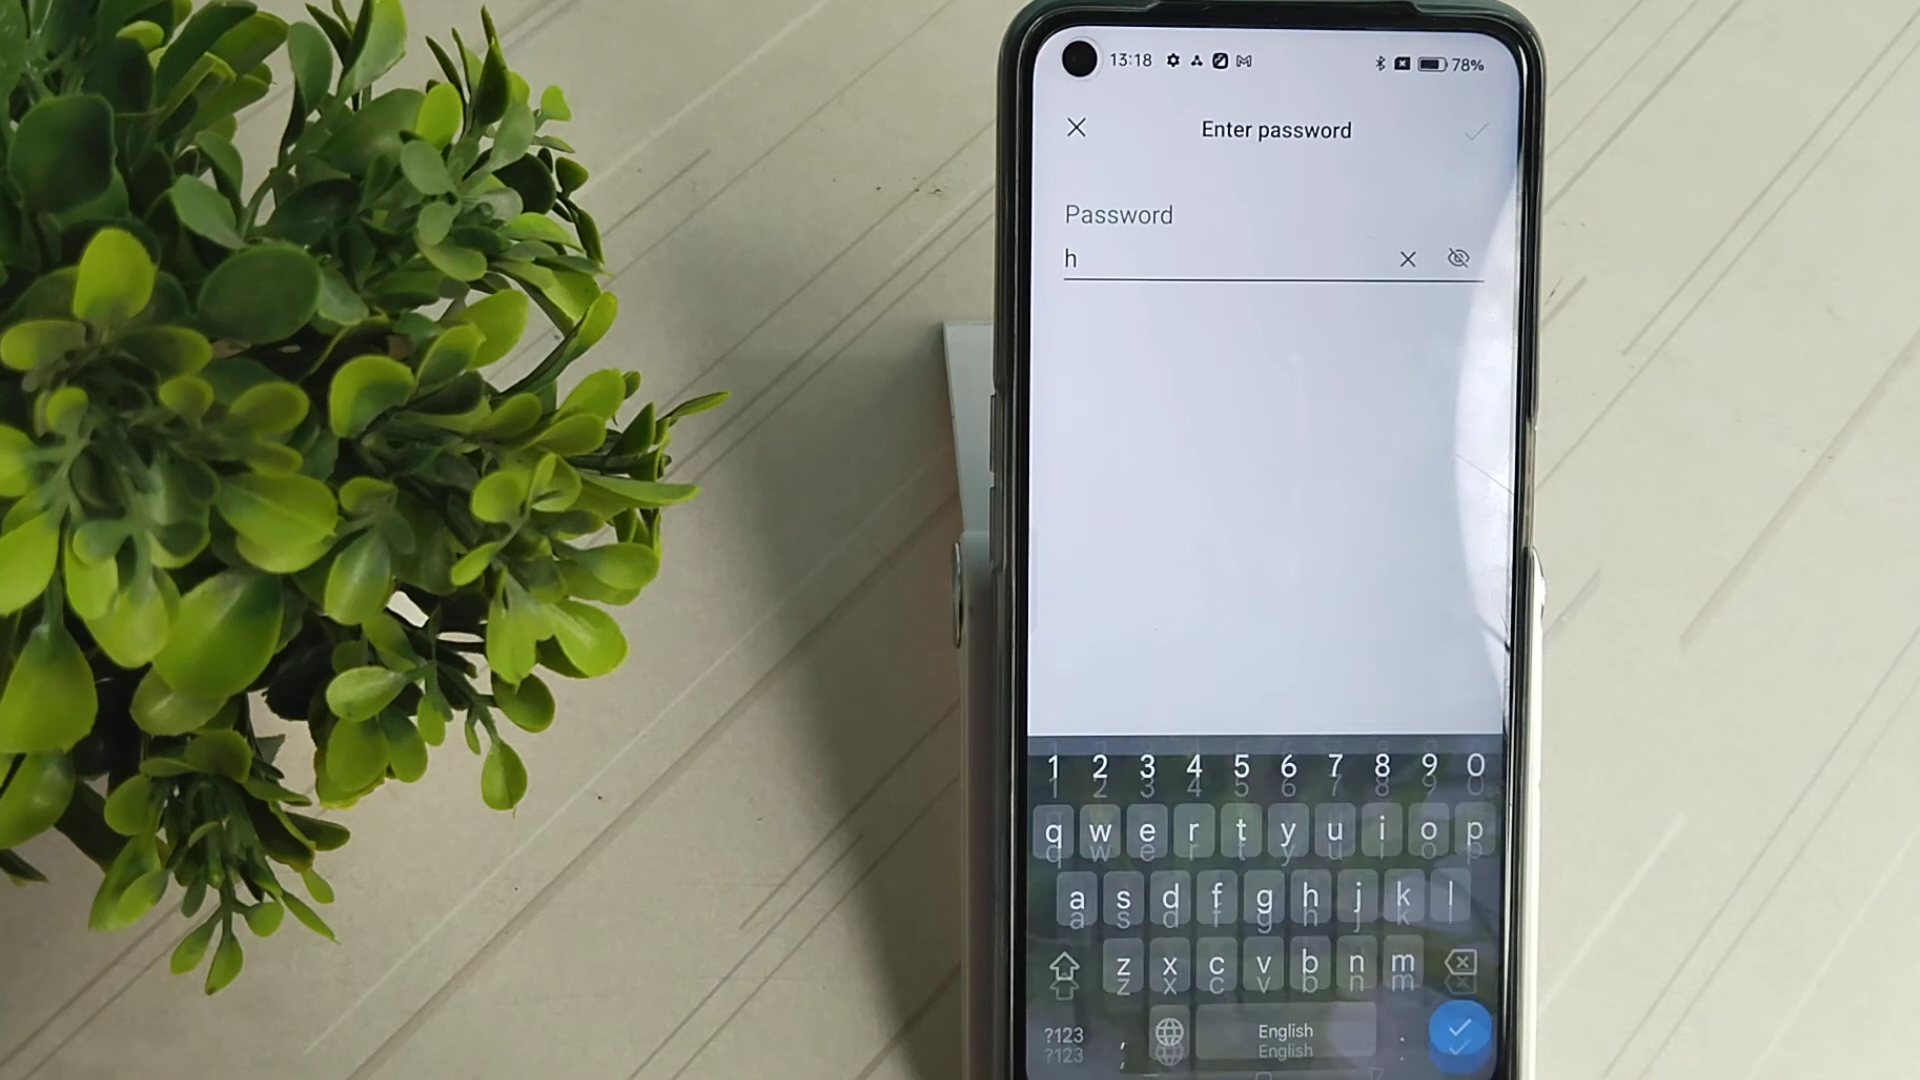 13:18 78%
Enter password
Password
h
1 2 3 4 5 6 7 8 9 0
q w e r t y u i o p
a s d f g h j k l
z x c v b n m
?123 , English .